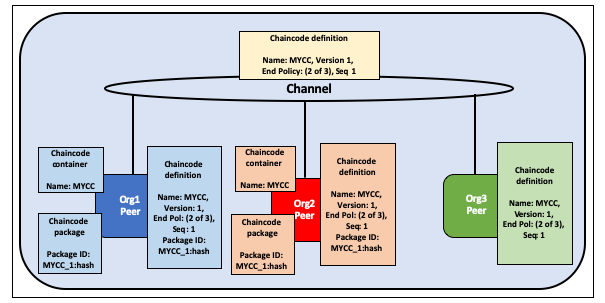 Chaincode definition
Name: MYCC, Version 1,
End Policy: (2 of 3), Seq 1
Channel
Chaincode
container
Name: MYCC
Org1
Peer
Chaincode
package
Package ID:
MYCC_1:hash
Chaincode
definition
Name: MYCC,
Version: 1,
End Pol: (2 of 3),
Seq : 1
Package ID:
MYCC_1:hash
Chaincode
container
Name: MYCC
Org2
Peer
Chaincode
package
Package ID:
MYCC_1:hash
Chaincode
definition
Name: MYCC,
Version: 1,
End Pol: (2 of 3),
Seq: 1
Package ID:
MYCC_1:hash
Org3
Peer
Chaincode
definition
Name: MYCC,
Version: 1,
End Pol: (2 of 3),
Seq: 1